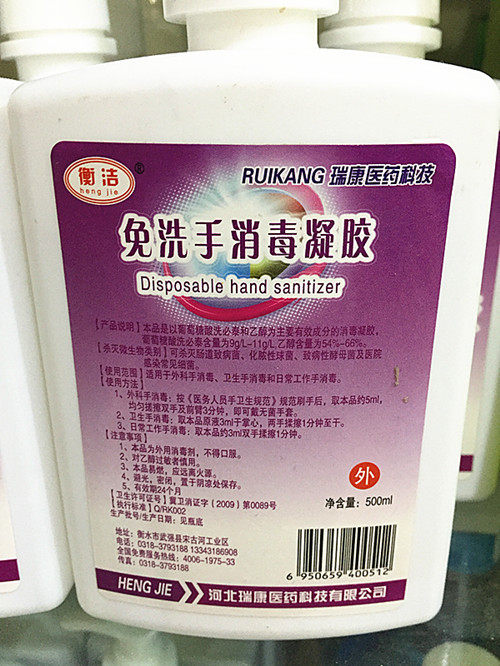 衡洁
heng jie
®
RUIKANG 瑞康医药科技
免洗手消毒凝胶
Disposable hand sanitizer
【产品说明】本品是以葡萄糖酸洗必泰和乙醇为主要有效成分的消毒凝胶，
葡萄糖酸洗必泰含量为9g/L-11g/L,乙醇含量为54%-66%。
【杀灭微生物类别】可杀灭肠道致病菌、化脓性球菌、致病性酵母菌及医院
感染常见细菌。
【使用范围】适用于外科手消毒、卫生手消毒和日常工作手消毒。
【使用方法】
1、外科手消毒：按《医务人员手卫生规范》规范刷手后，取本品约5ml，
均匀搓擦双手及前臂3分钟，即可戴无菌手套。
2、卫生手消毒：取本品原液3ml于掌心，两手揉擦1分钟至干。
3、日常工作手消毒：取本品约3ml双手揉擦1分钟。
【注意事项】
1、本品为外用消毒剂，不得口服。
2、对乙醇过敏者慎用。
3、本品易燃，应远离火源。
4、避光，密闭，置于阴凉处保存。
5、有效期24个月
【卫生许可证号】冀卫消证字（2009）第0089号
【执行标准】Q/RK002
生产批号/生产日期：见瓶底
外
净含量：500ml
地址：衡水市武强县宋古河工业区
电话：0318-3793188 13343186908
全国免费服务热线：4006-1975-33
传真：0318-3793188
6 950659 400512
HENG JIE
河北瑞康医药科技有限公司